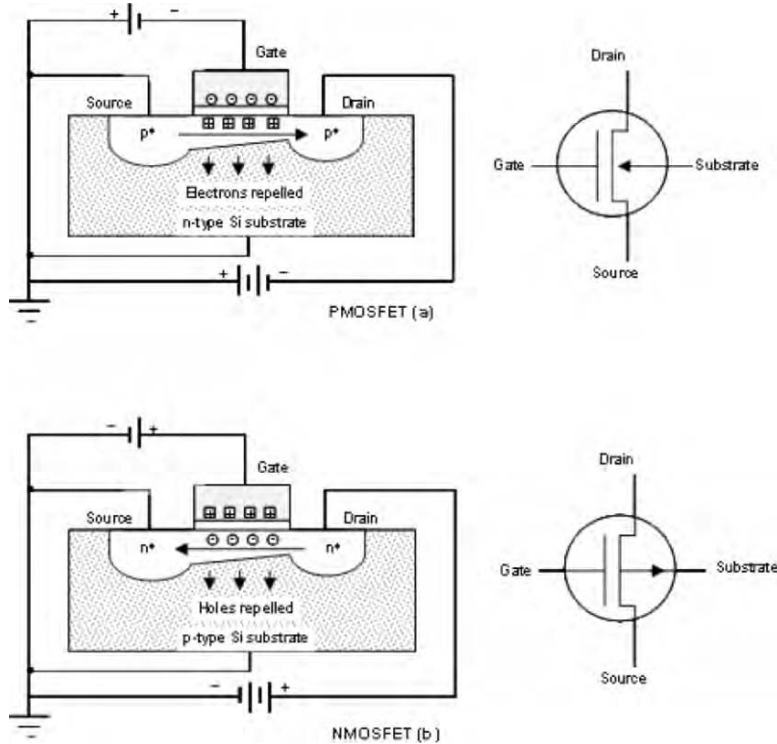 + −
Gate
Source Drain
p+ p+
Gate
Drain
Substrate
Source
Electrons repelled
n-type Si substrate
+ −
PMOSFET (a)
− +
Gate
Source Drain
n+ n+
Gate
Drain
Substrate
Source
Holes repelled
p-type Si substrate
− +
NMOSFET (b)